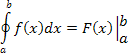 ∮_a^b f(x)dx = F(x)|_a^b